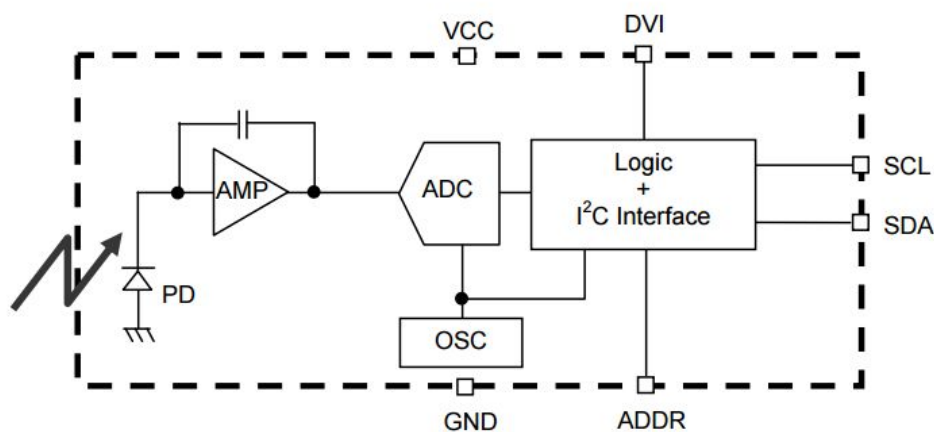 VCC
DVI
AMP
ADC
Logic
+
I²C Interface
SCL
SDA
PD
OSC
GND
ADDR